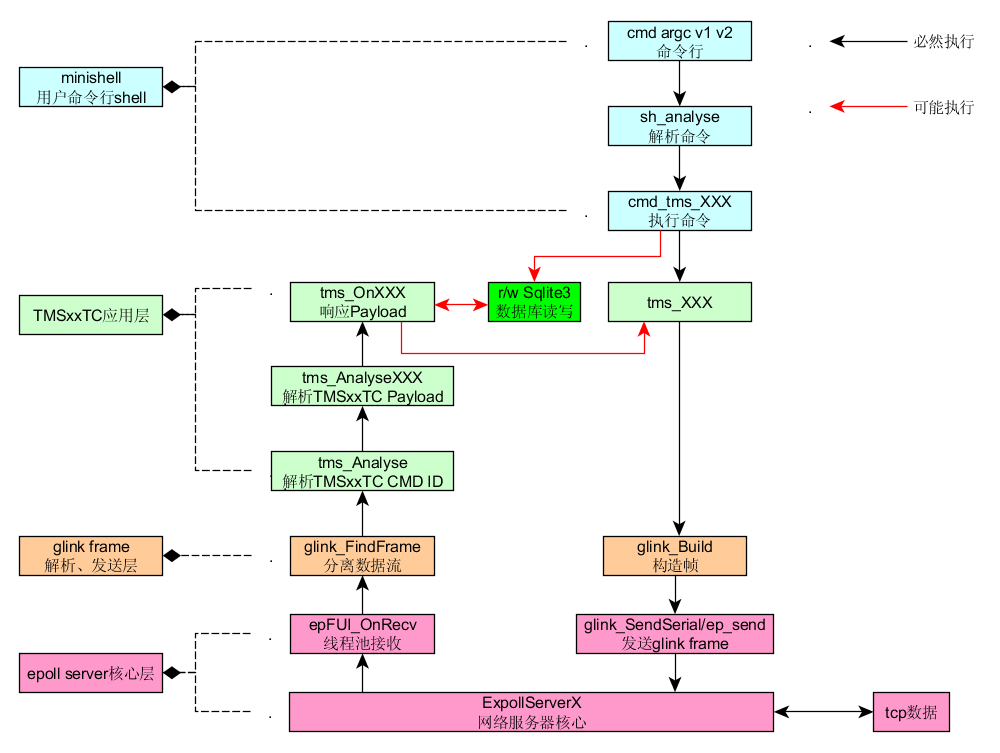 cmd argc v1 v2
命令行
必然执行
minishell
用户命令行shell
可能执行
sh_analyse
解析命令
cmd_tms_XXX
执行命令
TMSxxTC应用层
tms_OnXXX
响应Payload
r/w Sqlite3
数据库读写
tms_XXX
tms_AnalyseXXX
解析TMSxxTC Payload
tms_Analyse
解析TMSxxTC CMD ID
glink frame
解析、发送层
glink_FindFrame
分离数据流
glink_Build
构造帧
epFUI_OnRecv
线程池接收
glink_SendSerial/ep_send
发送glink frame
epoll server核心层
ExpollServerX
网络服务器核心
tcp数据